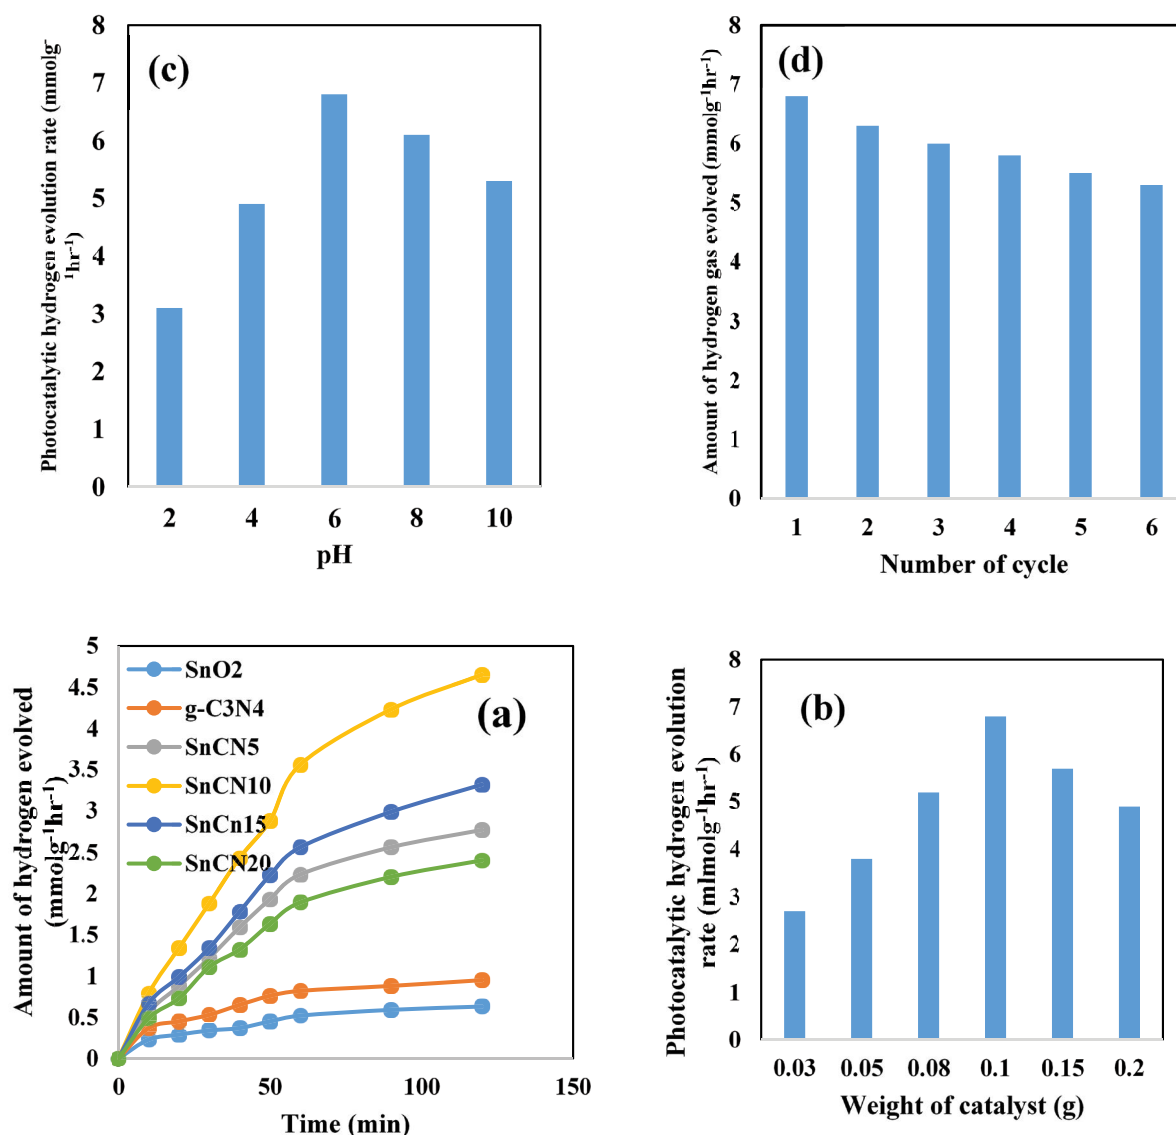 (c)
Photocatalytic hydrogen evolution rate (mmolg-
1hr-1)
8
7
6
5
4
3
2
1
0
2 4 6 8 10
pH
(d)
Amount of hydrogen gas evolved (mmolg-1hr-1)
8
7
6
5
4
3
2
1
0
1 2 3 4 5 6
Number of cycle
(a)
Amount of hydrogen evolved
(mmolg-1hr-1)
5
4.5
4
3.5
3
2.5
2
1.5
1
0.5
0
SnO2
g-C3N4
SnCN5
SnCN10
SnCn15
SnCN20
0 50 100 150
Time (min)
(b)
Photocatalytic hydrogen evolution
rate (mlmolg-1hr-1)
8
7
6
5
4
3
2
1
0
0.03 0.05 0.08 0.1 0.15 0.2
Weight of catalyst (g)